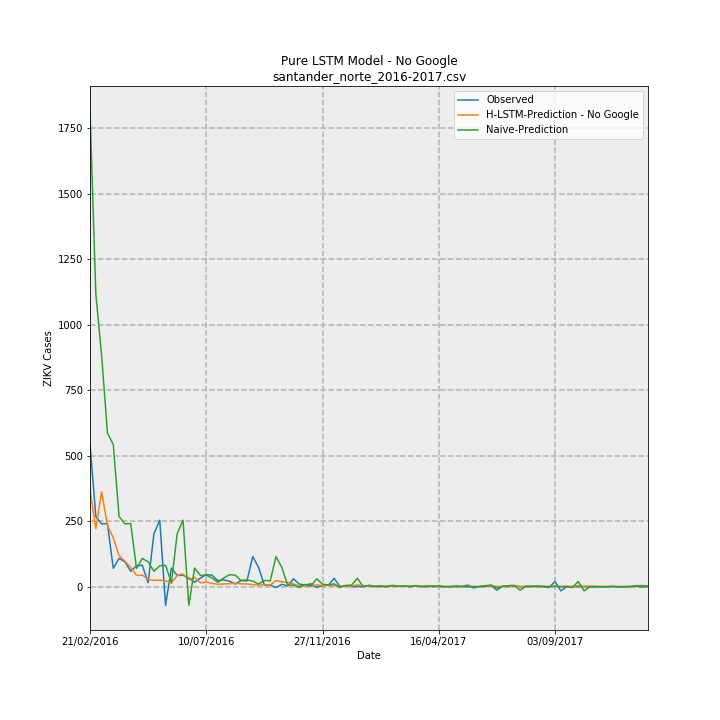 Pure LSTM Model - No Google
santander_norte_2016-2017.csv
Observed
H-LSTM-Prediction - No Google
Naive-Prediction
1750
1500
1250
1000
750
500
250
0
ZIKV Cases
21/02/2016 10/07/2016 27/11/2016 16/04/2017 03/09/2017
Date